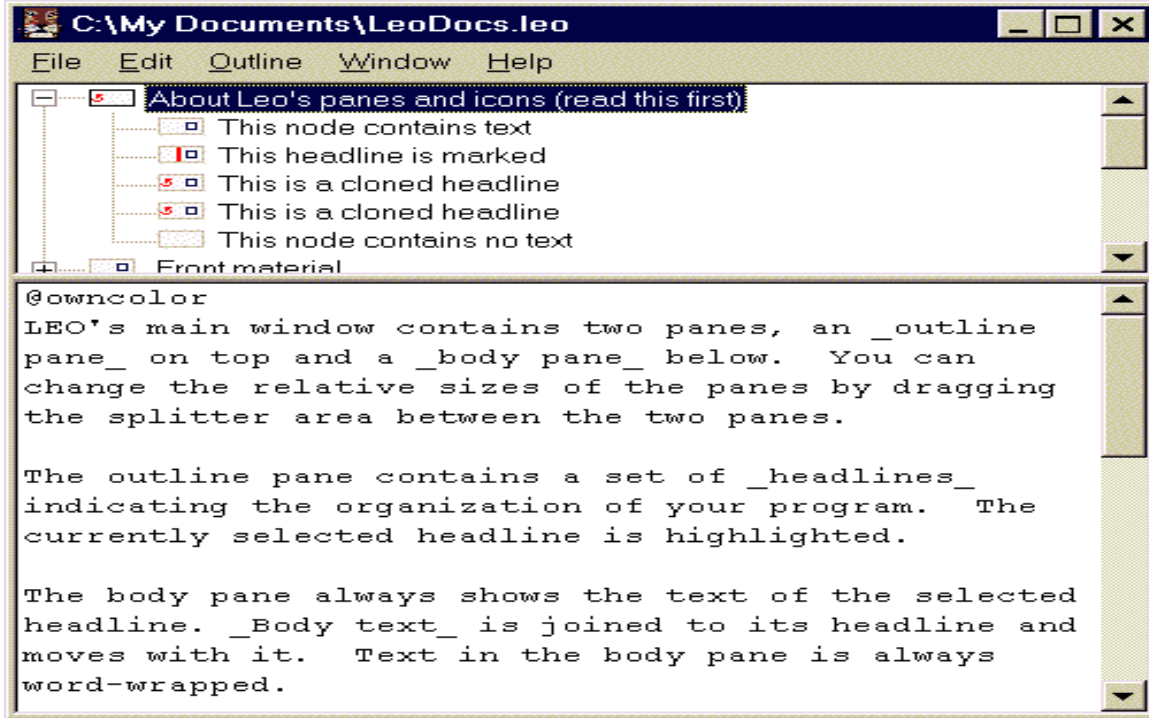 C:\My Documents\LeoDocs.leo
File Edit Outline Window Help
About Leo's panes and icons (read this first)
This node contains text
This headline is marked
This is a cloned headline
This is a cloned headline
This node contains no text
Front material
@owncolor
LEO's main window contains two panes, an _outline
pane_ on top and a _body pane_ below.  You can
change the relative sizes of the panes by dragging
the splitter area between the two panes.
The outline pane contains a set of _headlines_
indicating the organization of your program.  The
currently selected headline is highlighted.
The body pane always shows the text of the selected
headline. _Body text_ is joined to its headline and
moves with it.  Text in the body pane is always
word-wrapped.